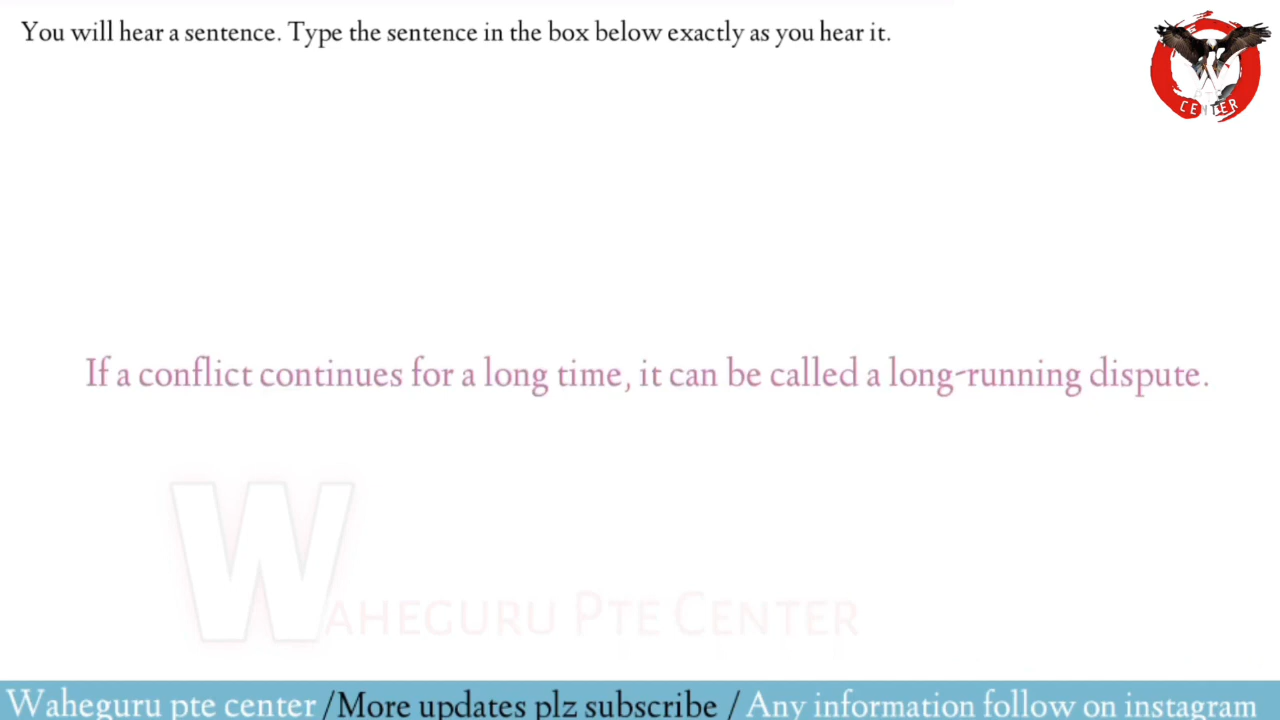 You will hear a sentence. Type the sentence in the box below exactly as you hear it.
W
PTE
CENTER
If a conflict continues for a long time, it can be called a long-running dispute.
WAHEGURU PTE CENTER
Waheguru pte center /More updates plz subscribe / Any information follow on instagram